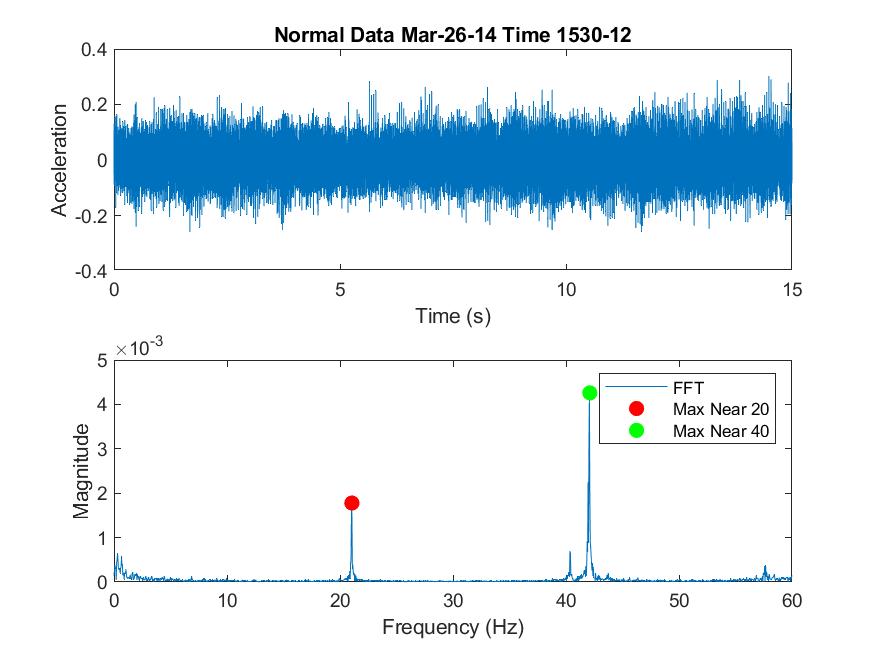 Normal Data Mar-26-14 Time 1530-12
0.4
0.2
0
-0.2
-0.4
Acceleration
0 5 10 15
Time (s)
×10-3
5
4
3
2
1
0
Magnitude
FFT
Max Near 20
Max Near 40
0 10 20 30 40 50 60
Frequency (Hz)